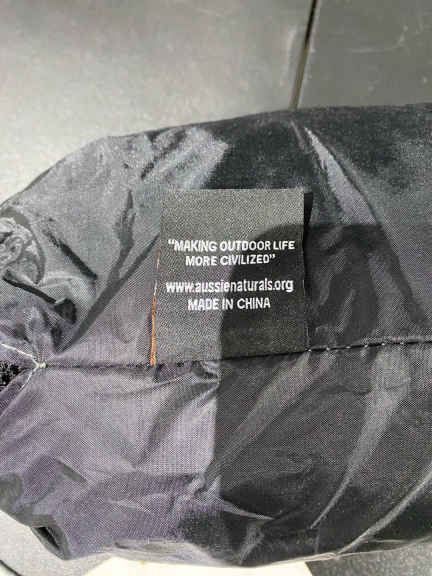 "MAKING OUTDOOR LIFE
MORE CIVILIZED"
www.aussienaturals.org
MADE IN CHINA